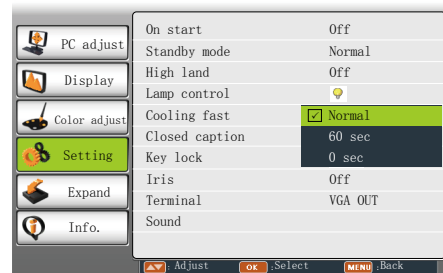 PC adjust
Display
Color adjust
Setting
Expand
Info.
On start Off
Standby mode Normal
High land Off
Lamp control
Cooling fast Normal
Closed caption 60 sec
Key lock 0 sec
Iris Off
Terminal VGA OUT
Sound
: Adjust OK :Select MENU :Back